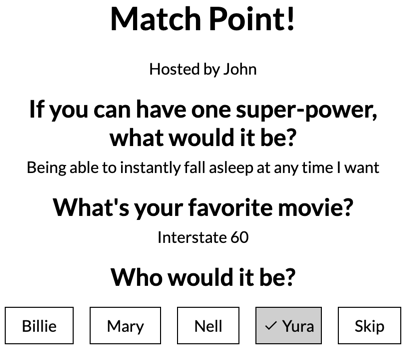 Match Point!
Hosted by John
If you can have one super-power,
what would it be?
Being able to instantly fall asleep at any time I want
What's your favorite movie?
Interstate 60
Who would it be?
Billie Mary Nell ✓ Yura Skip